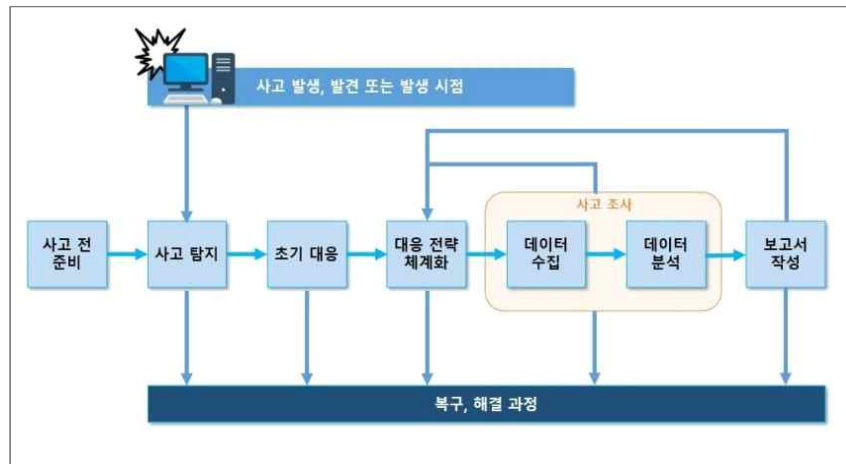 사고 발생, 발견 또는 발생 시점
사고 조사
사고 전
준비
사고 탐지
초기 대응
대응 전략
체계화
데이터
수집
데이터
분석
보고서
작성
복구, 해결 과정